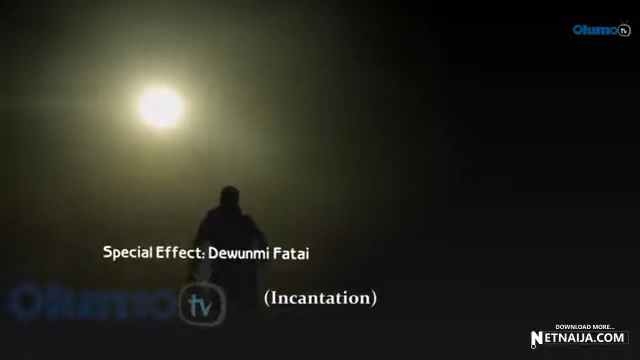 Olumo tv
Special Effect: Dewunmi Fatai
Olumo tv
(Incantation)
DOWNLOAD MORE...
NETNAIJA.COM